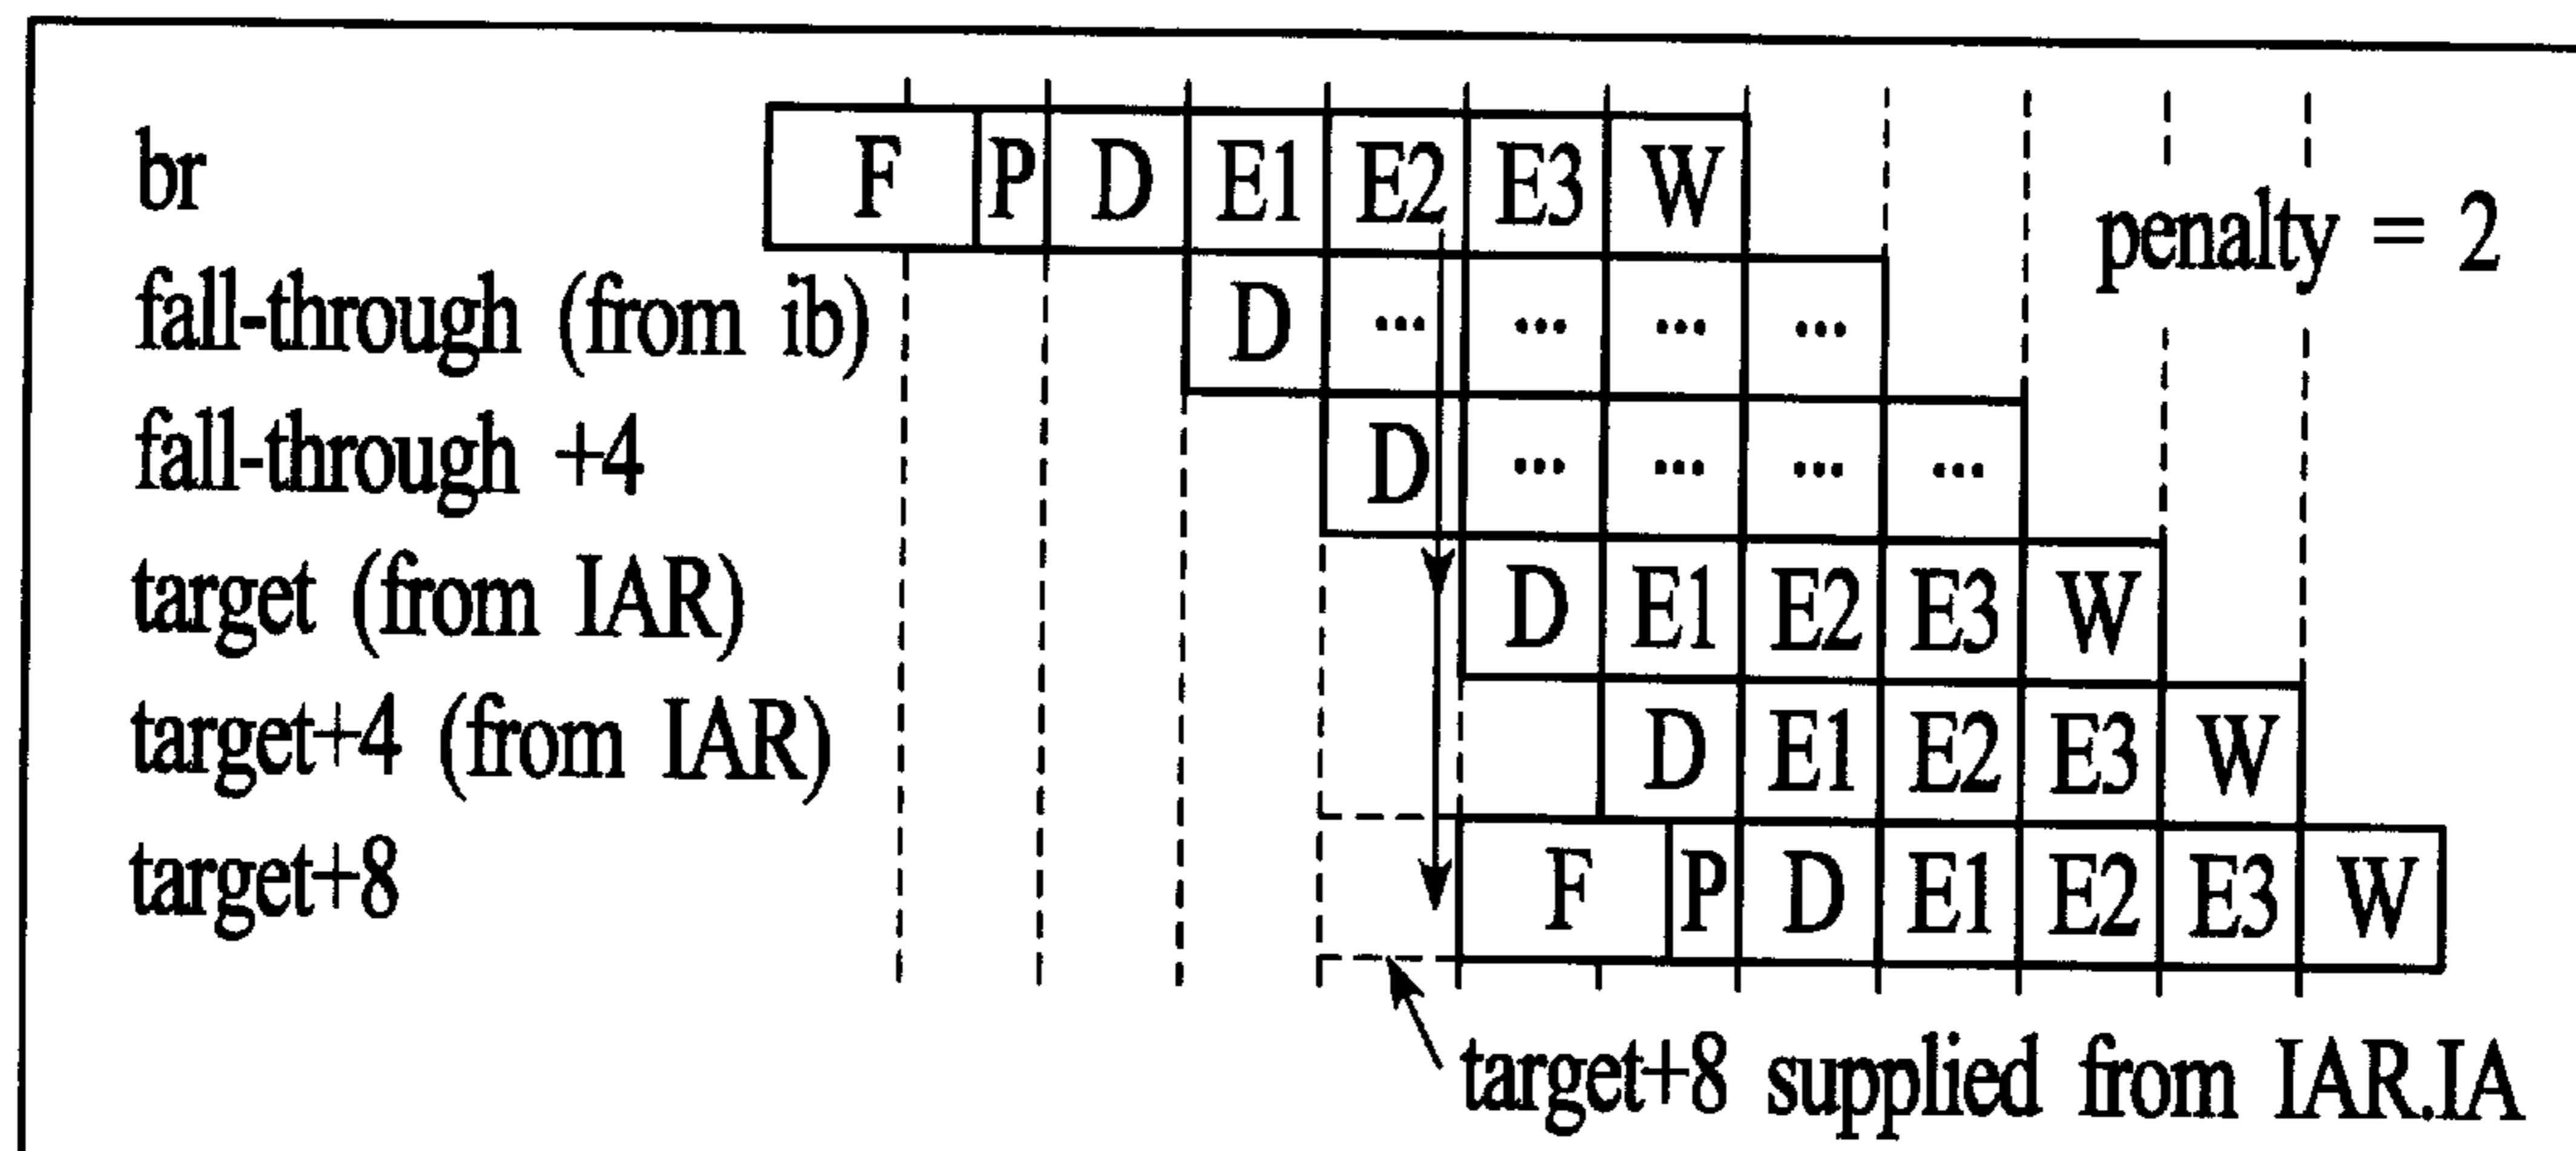 br F P D E1 E2 E3 W
penalty = 2
fall-through (from ib) D ... ... ... ...
fall-through +4 D ... ... ... ...
target (from IAR) D E1 E2 E3 W
target+4 (from IAR) D E1 E2 E3 W
target+8 F P D E1 E2 E3 W
target+8 supplied from IAR.IA